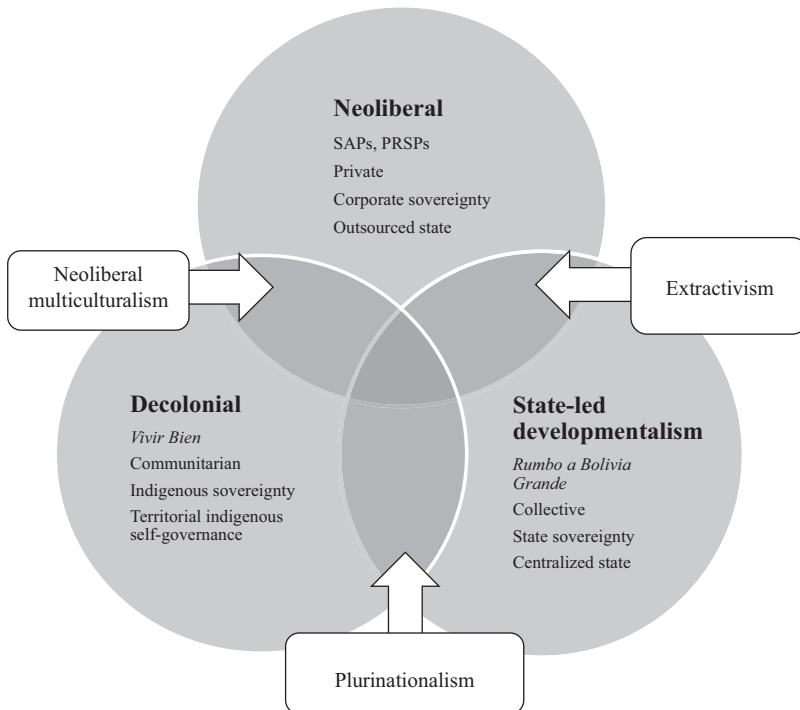 Neoliberal
SAPs, PRSPs
Private
Corporate sovereignty
Outsourced state
Neoliberal
multiculturalism
Extractivism
Decolonial
Vivir Bien
Communitarian
Indigenous sovereignty
Territorial indigenous
self-governance
State-led
developmentalism
Rumbo a Bolivia
Grande
Collective
State sovereignty
Centralized state
Plurinationalism